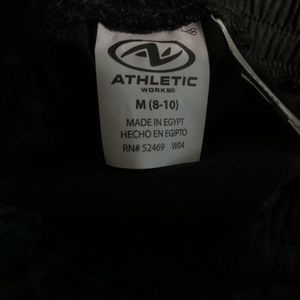 ATHLETIC
WORKS®
M (8-10)
MADE IN EGYPT
HECHO EN EGIPTO
RN# 52469 W04